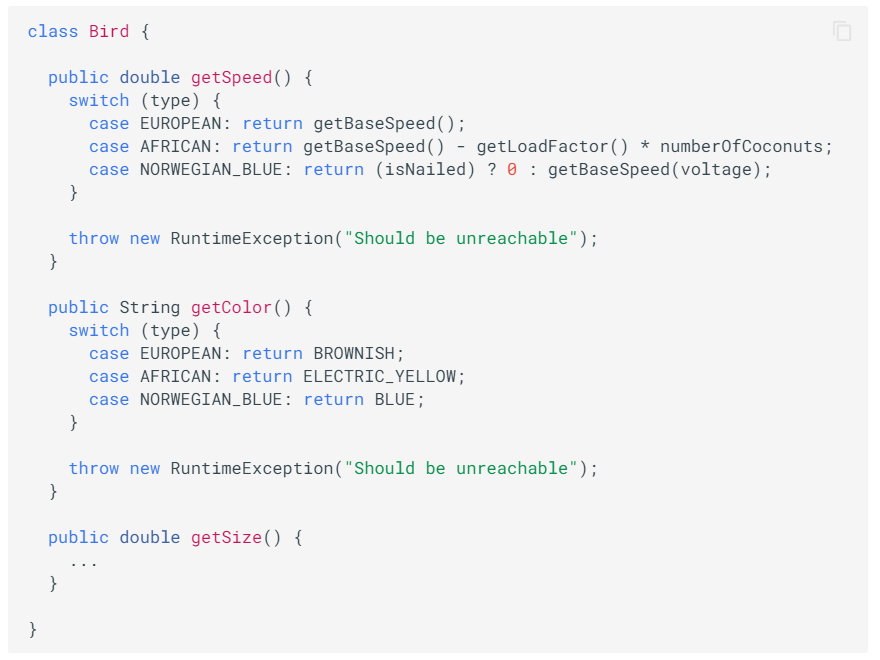 class Bird {
public double getSpeed() {
switch (type) {
case EUROPEAN: return getBaseSpeed();
case AFRICAN: return getBaseSpeed() - getLoadFactor() * numberOfCoconuts;
case NORWEGIAN_BLUE: return (isNailed) ? 0 : getBaseSpeed(voltage);
}
throw new RuntimeException("Should be unreachable");
}
public String getColor() {
switch (type) {
case EUROPEAN: return BROWNISH;
case AFRICAN: return ELECTRIC_YELLOW;
case NORWEGIAN_BLUE: return BLUE;
}
throw new RuntimeException("Should be unreachable");
}
public double getSize() {
...
}
}